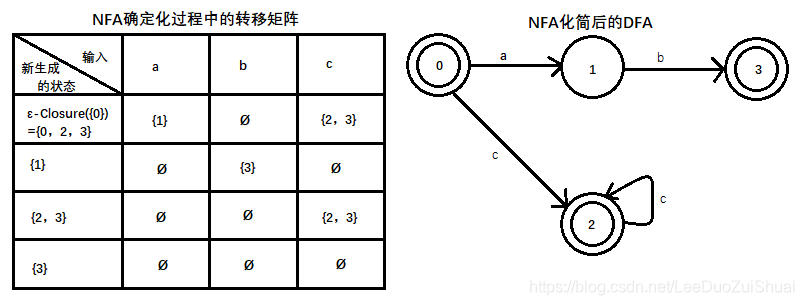 NFA确定化过程中的转移矩阵
NFA化简后的DFA
输入
新生成
的状态
a
b
c
ε-Closure({0})
={0，2，3}
{1}
Ø
{2，3}
{1}
Ø
{3}
Ø
{2，3}
Ø
Ø
{2，3}
{3}
Ø
Ø
Ø
0
a
1
b
3
c
2
c
https://blog.csdn.net/LeeDuoZuiShuai